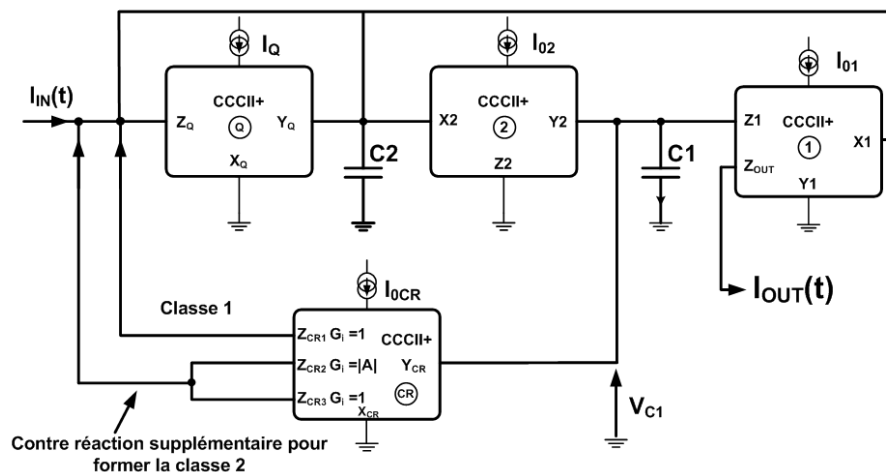 I_IN(t)
I_Q
CCCII+
Z_Q
Y_Q
Q
X_Q
C2
I_02
CCCII+
X2
Y2
2
Z2
C1
I_01
CCCII+
Z1
X1
1
Z_OUT
Y1
I_OUT(t)
Classe 1
I_0CR
Z_CR1 G_i =1
CCCII+
Z_CR2 G_i =|A|
Y_CR
Z_CR3 G_i =1
CR
X_CR
V_C1
Contre réaction supplémentaire pour
former la classe 2